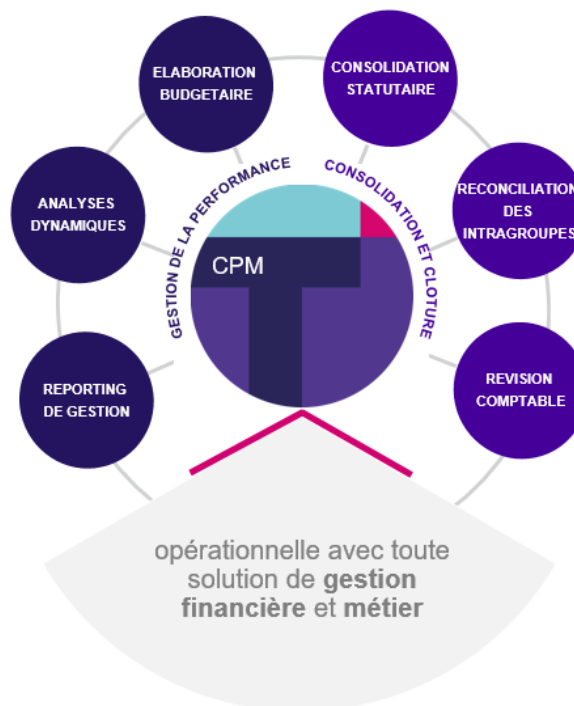 ELABORATION
BUDGETAIRE
CONSOLIDATION
STATUTAIRE
ANALYSES
DYNAMIQUES
GESTION DE LA PERFORMANCE
CONSOLIDATION ET CLOTURE
RECONCILIATION
DES
INTRAGROUPES
CPM
REPORTING
DE GESTION
REVISION
COMPTABLE
opérationnelle avec toute
solution de gestion
financière et métier